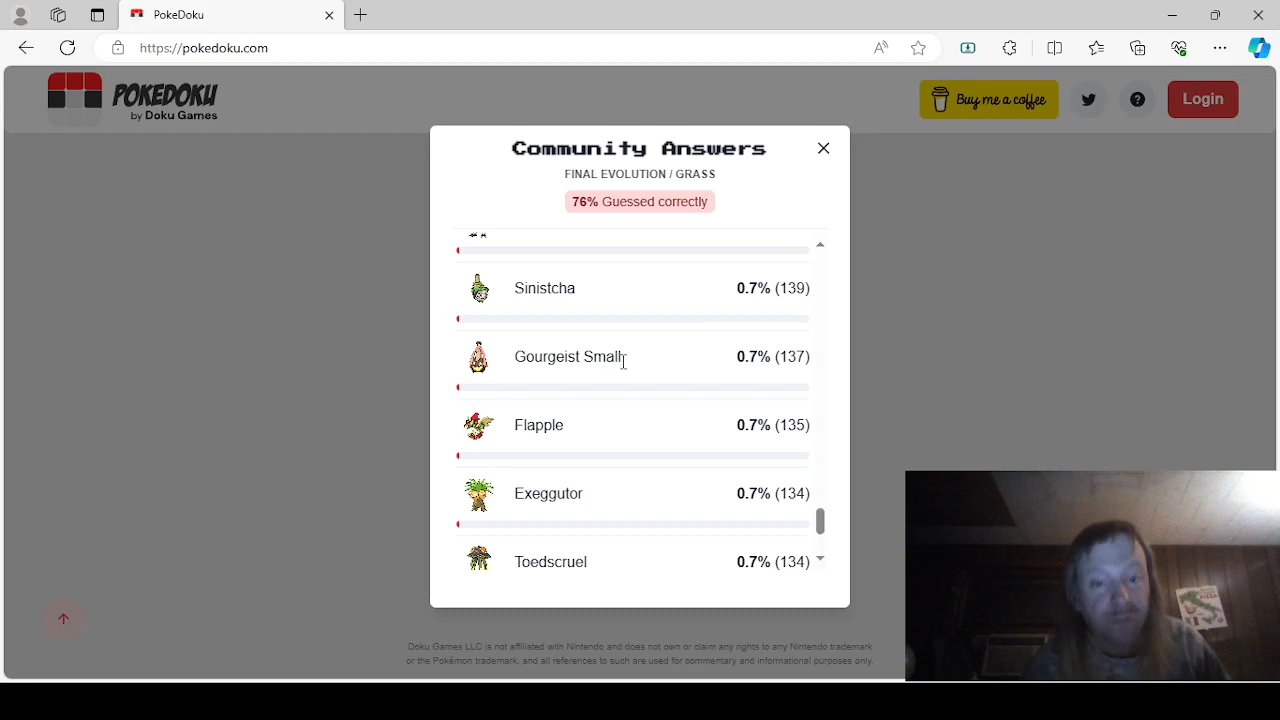 PokeDoku
https://pokedoku.com
POKEDOKU
by Doku Games
Buy me a coffee
Login
Community Answers
FINAL EVOLUTION / GRASS
76% Guessed correctly
Sinistcha 0.7% (139)
Gourgeist Small 0.7% (137)
Flapple 0.7% (135)
Exeggutor 0.7% (134)
Toedscruel 0.7% (134)
Doku Games LLC is not affiliated with Nintendo and does not own or claim any rights to any Nintendo trademark
or the Pokémon trademark, and all references to such are used for commentary and informational purposes only.